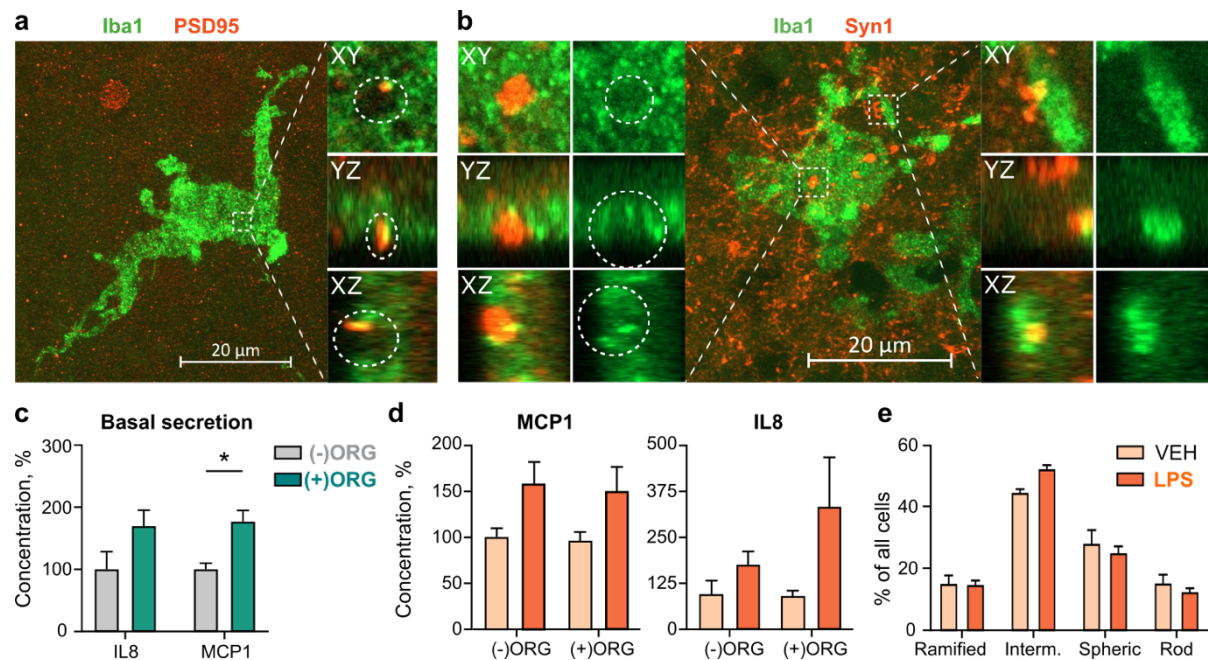 a
Iba1 PSD95
XY
YZ
XZ
20 µm
b
Iba1 Syn1
XY
YZ
XZ
20 µm
XY
YZ
XZ
c
Basal secretion
Concentration, %
300
200
100
0
IL8 MCP1
*
(-)ORG
(+)ORG
d
MCP1
Concentration, %
200
150
100
50
0
(-)ORG (+)ORG
IL8
500
375
250
125
0
(-)ORG (+)ORG
e
% of all cells
60
40
20
0
Ramified Interm. Spheric Rod
VEH
LPS